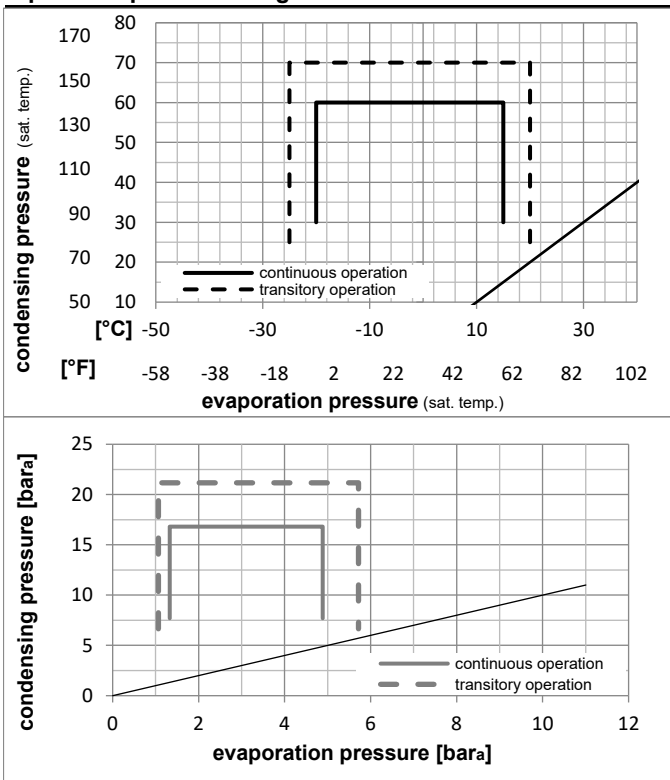 80
170
70
150
60
130
50
110
40
90
30
70
20
50
10
condensing pressure (sat. temp.)
continuous operation
transitory operation
[°C] -50 -30 -10 10 30
[°F] -58 -38 -18 2 22 42 62 82 102
evaporation pressure (sat. temp.)
25
20
15
10
5
0
condensing pressure [bara]
continuous operation
transitory operation
0 2 4 6 8 10 12
evaporation pressure [bara]